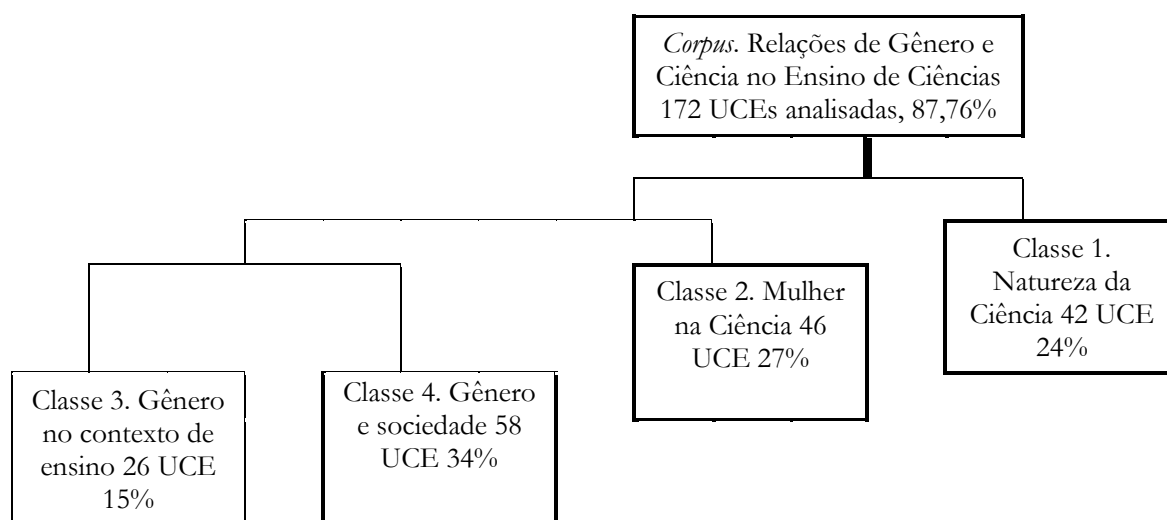 Corpus. Relações de Gênero e
Ciência no Ensino de Ciências
172 UCEs analisadas, 87,76%
Classe 1.
Natureza da
Ciência 42 UCE
24%
Classe 2. Mulher
na Ciência 46
UCE 27%
Classe 3. Gênero
no contexto de
ensino 26 UCE
15%
Classe 4. Gênero
e sociedade 58
UCE 34%